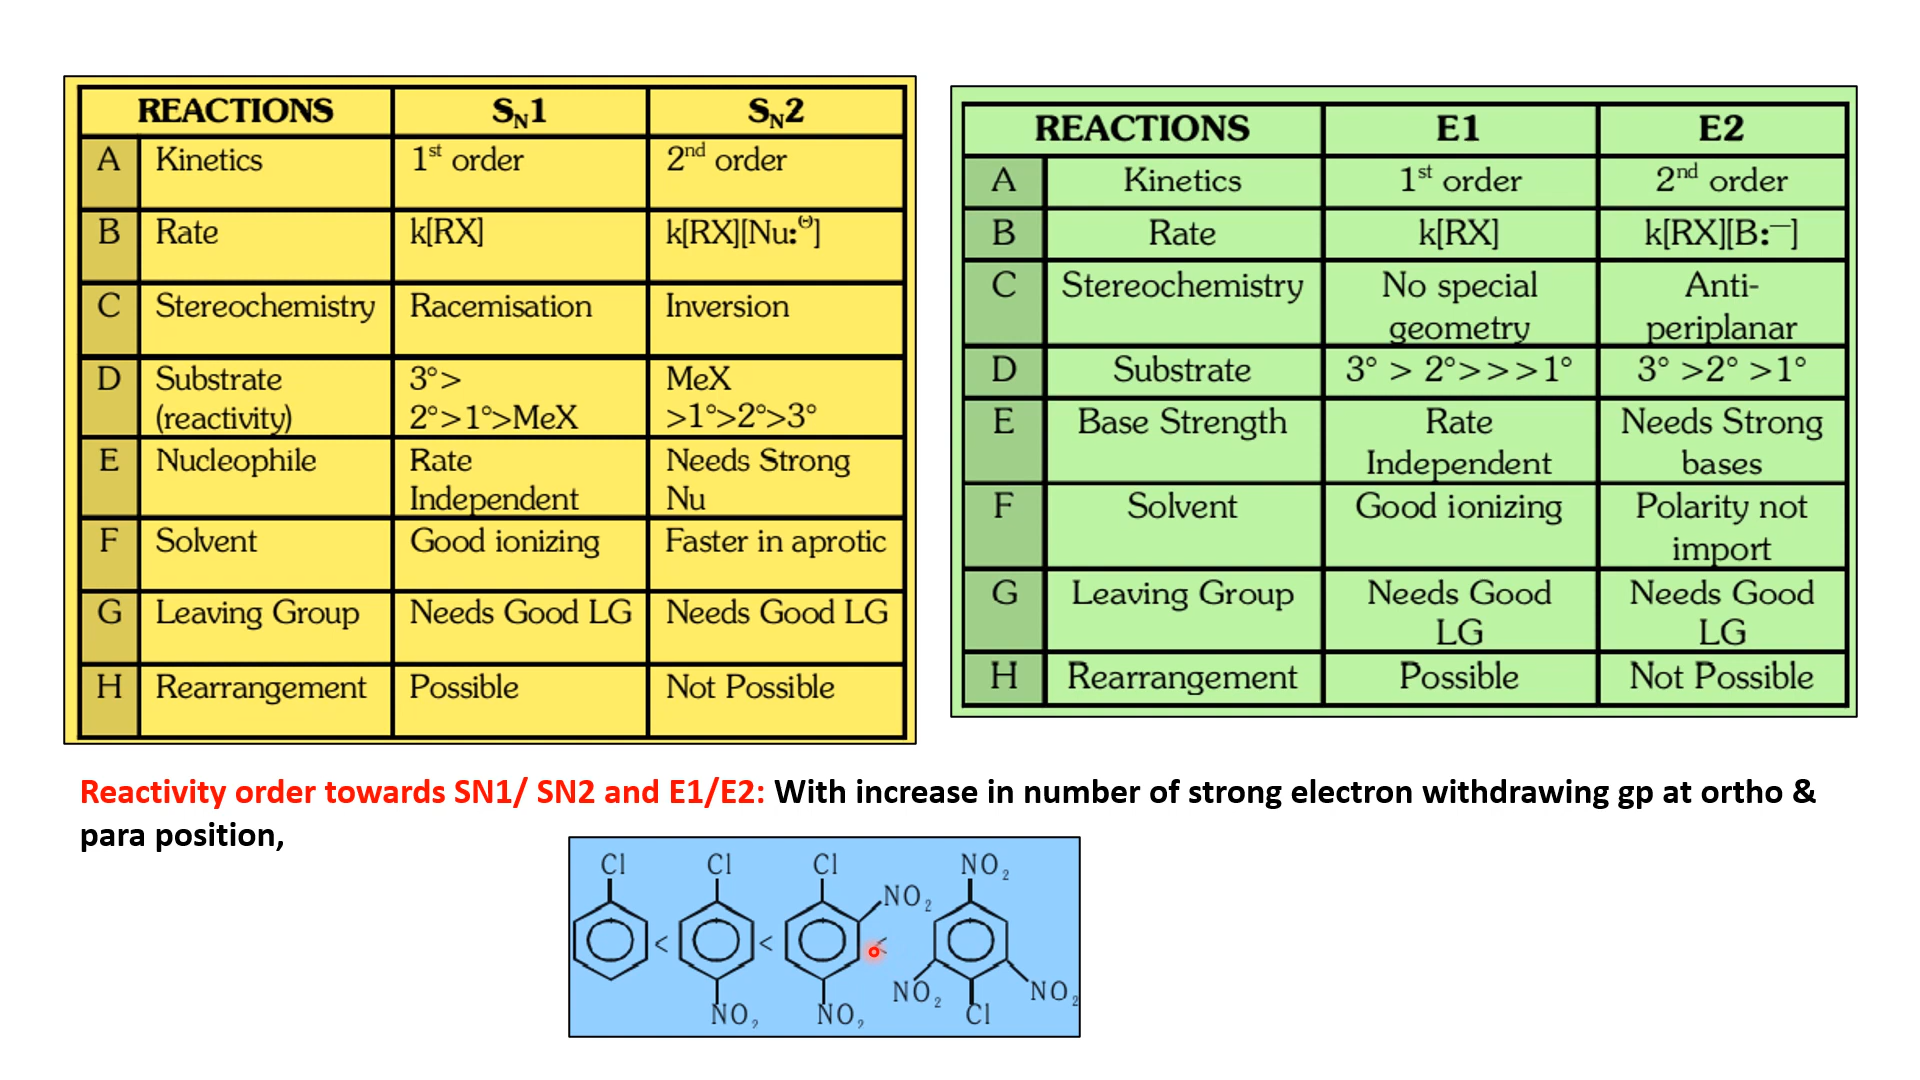 REACTIONS S_N1 S_N2
A Kinetics 1st order 2nd order
B Rate k[RX] k[RX][Nu:⊖]
C Stereochemistry Racemisation Inversion
D Substrate (reactivity) 3°> 2°>1°>MeX MeX >1°>2°>3°
E Nucleophile Rate Independent Needs Strong Nu
F Solvent Good ionizing Faster in aprotic
G Leaving Group Needs Good LG Needs Good LG
H Rearrangement Possible Not Possible
REACTIONS E1 E2
A Kinetics 1st order 2nd order
B Rate k[RX] k[RX][B:—]
C Stereochemistry No special geometry Anti-periplanar
D Substrate 3° > 2°>>>1° 3° >2° >1°
E Base Strength Rate Independent Needs Strong bases
F Solvent Good ionizing Polarity not import
G Leaving Group Needs Good LG Needs Good LG
H Rearrangement Possible Not Possible
Reactivity order towards SN1/ SN2 and E1/E2: With increase in number of strong electron withdrawing gp at ortho &
para position,
Cl Cl Cl NO2
NO2
< < <
NO2 NO2
NO2 NO2 Cl